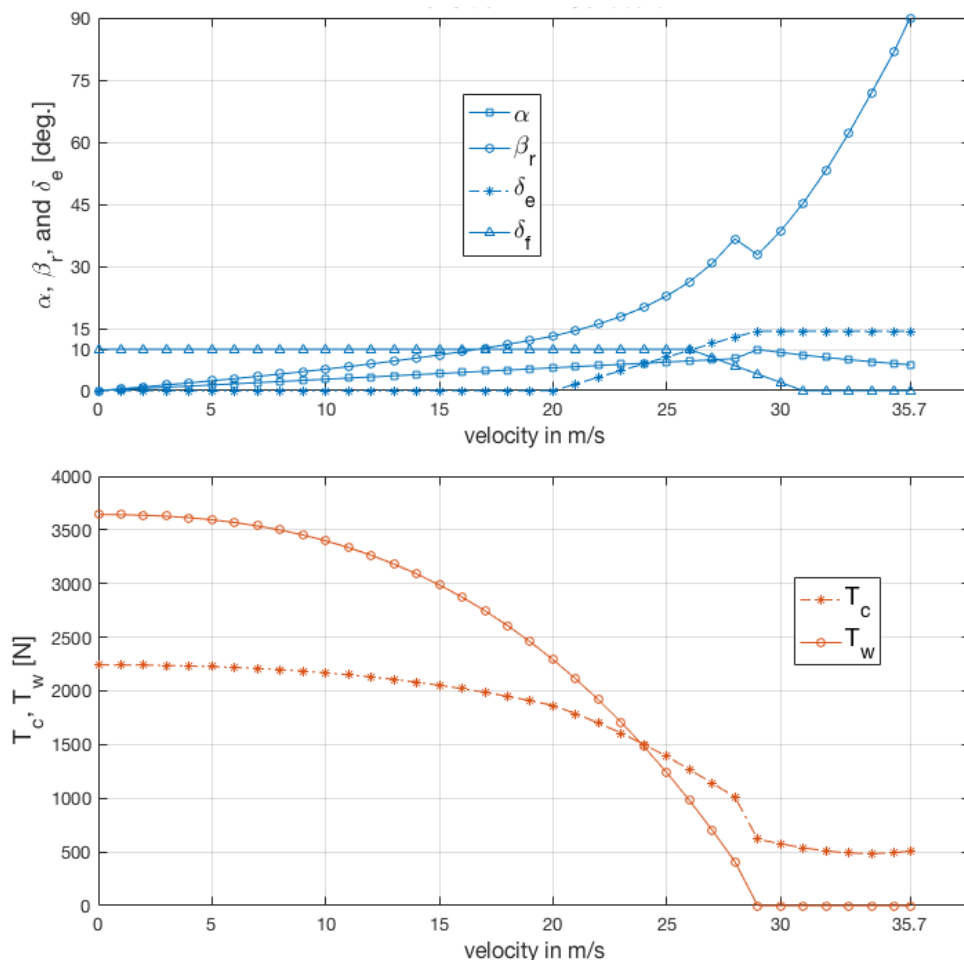 90
75
60
45
30
15
10
0
α, β_r, and δ_e [deg.]
α
β_r
δ_e
δ_f
0 5 10 15 20 25 30 35.7
velocity in m/s
4000
3500
3000
2500
2000
1500
1000
500
0
T_c, T_w [N]
T_c
T_w
0 5 10 15 20 25 30 35.7
velocity in m/s